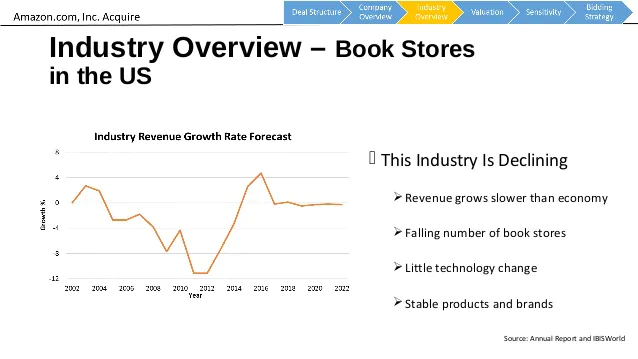 Amazon.com, Inc. Acquire
Deal Structure
Company
Overview
Industry
Overview
Valuation
Sensitivity
Bidding
Strategy
Industry Overview – Book Stores
in the US
Industry Revenue Growth Rate Forecast
8
4
0
-4
-8
-12
Growth %
2002 2004 2006 2008 2010 2012 2014 2016 2018 2020 2022
Year
This Industry Is Declining
Revenue grows slower than economy
Falling number of book stores
Little technology change
Stable products and brands
Source: Annual Report and IBISWorld